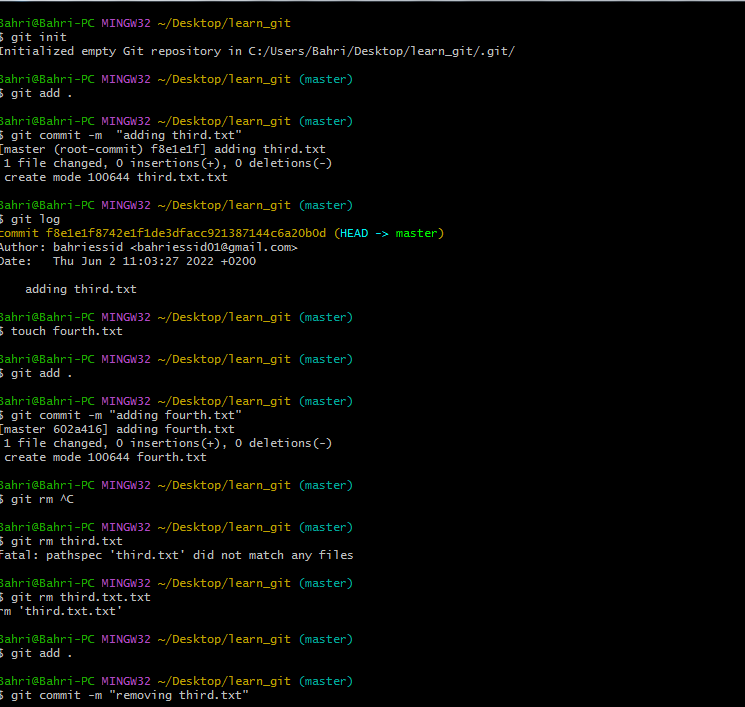 Bahri@Bahri-PC MINGW32 ~/Desktop/learn_git
$ git init
Initialized empty Git repository in C:/Users/Bahri/Desktop/learn_git/.git/
Bahri@Bahri-PC MINGW32 ~/Desktop/learn_git (master)
$ git add .
Bahri@Bahri-PC MINGW32 ~/Desktop/learn_git (master)
$ git commit -m  "adding third.txt"
[master (root-commit) f8e1e1f] adding third.txt
1 file changed, 0 insertions(+), 0 deletions(-)
create mode 100644 third.txt.txt
Bahri@Bahri-PC MINGW32 ~/Desktop/learn_git (master)
$ git log
commit f8e1e1f8742e1f1de3dfacc921387144c6a20b0d (HEAD -> master)
Author: bahriessid <bahriessid01@gmail.com>
Date:   Thu Jun 2 11:03:27 2022 +0200
adding third.txt
Bahri@Bahri-PC MINGW32 ~/Desktop/learn_git (master)
$ touch fourth.txt
Bahri@Bahri-PC MINGW32 ~/Desktop/learn_git (master)
$ git add .
Bahri@Bahri-PC MINGW32 ~/Desktop/learn_git (master)
$ git commit -m "adding fourth.txt"
[master 602a416] adding fourth.txt
1 file changed, 0 insertions(+), 0 deletions(-)
create mode 100644 fourth.txt
Bahri@Bahri-PC MINGW32 ~/Desktop/learn_git (master)
$ git rm ^C
Bahri@Bahri-PC MINGW32 ~/Desktop/learn_git (master)
$ git rm third.txt
fatal: pathspec 'third.txt' did not match any files
Bahri@Bahri-PC MINGW32 ~/Desktop/learn_git (master)
$ git rm third.txt.txt
rm 'third.txt.txt'
Bahri@Bahri-PC MINGW32 ~/Desktop/learn_git (master)
$ git add .
Bahri@Bahri-PC MINGW32 ~/Desktop/learn_git (master)
$ git commit -m "removing third.txt"